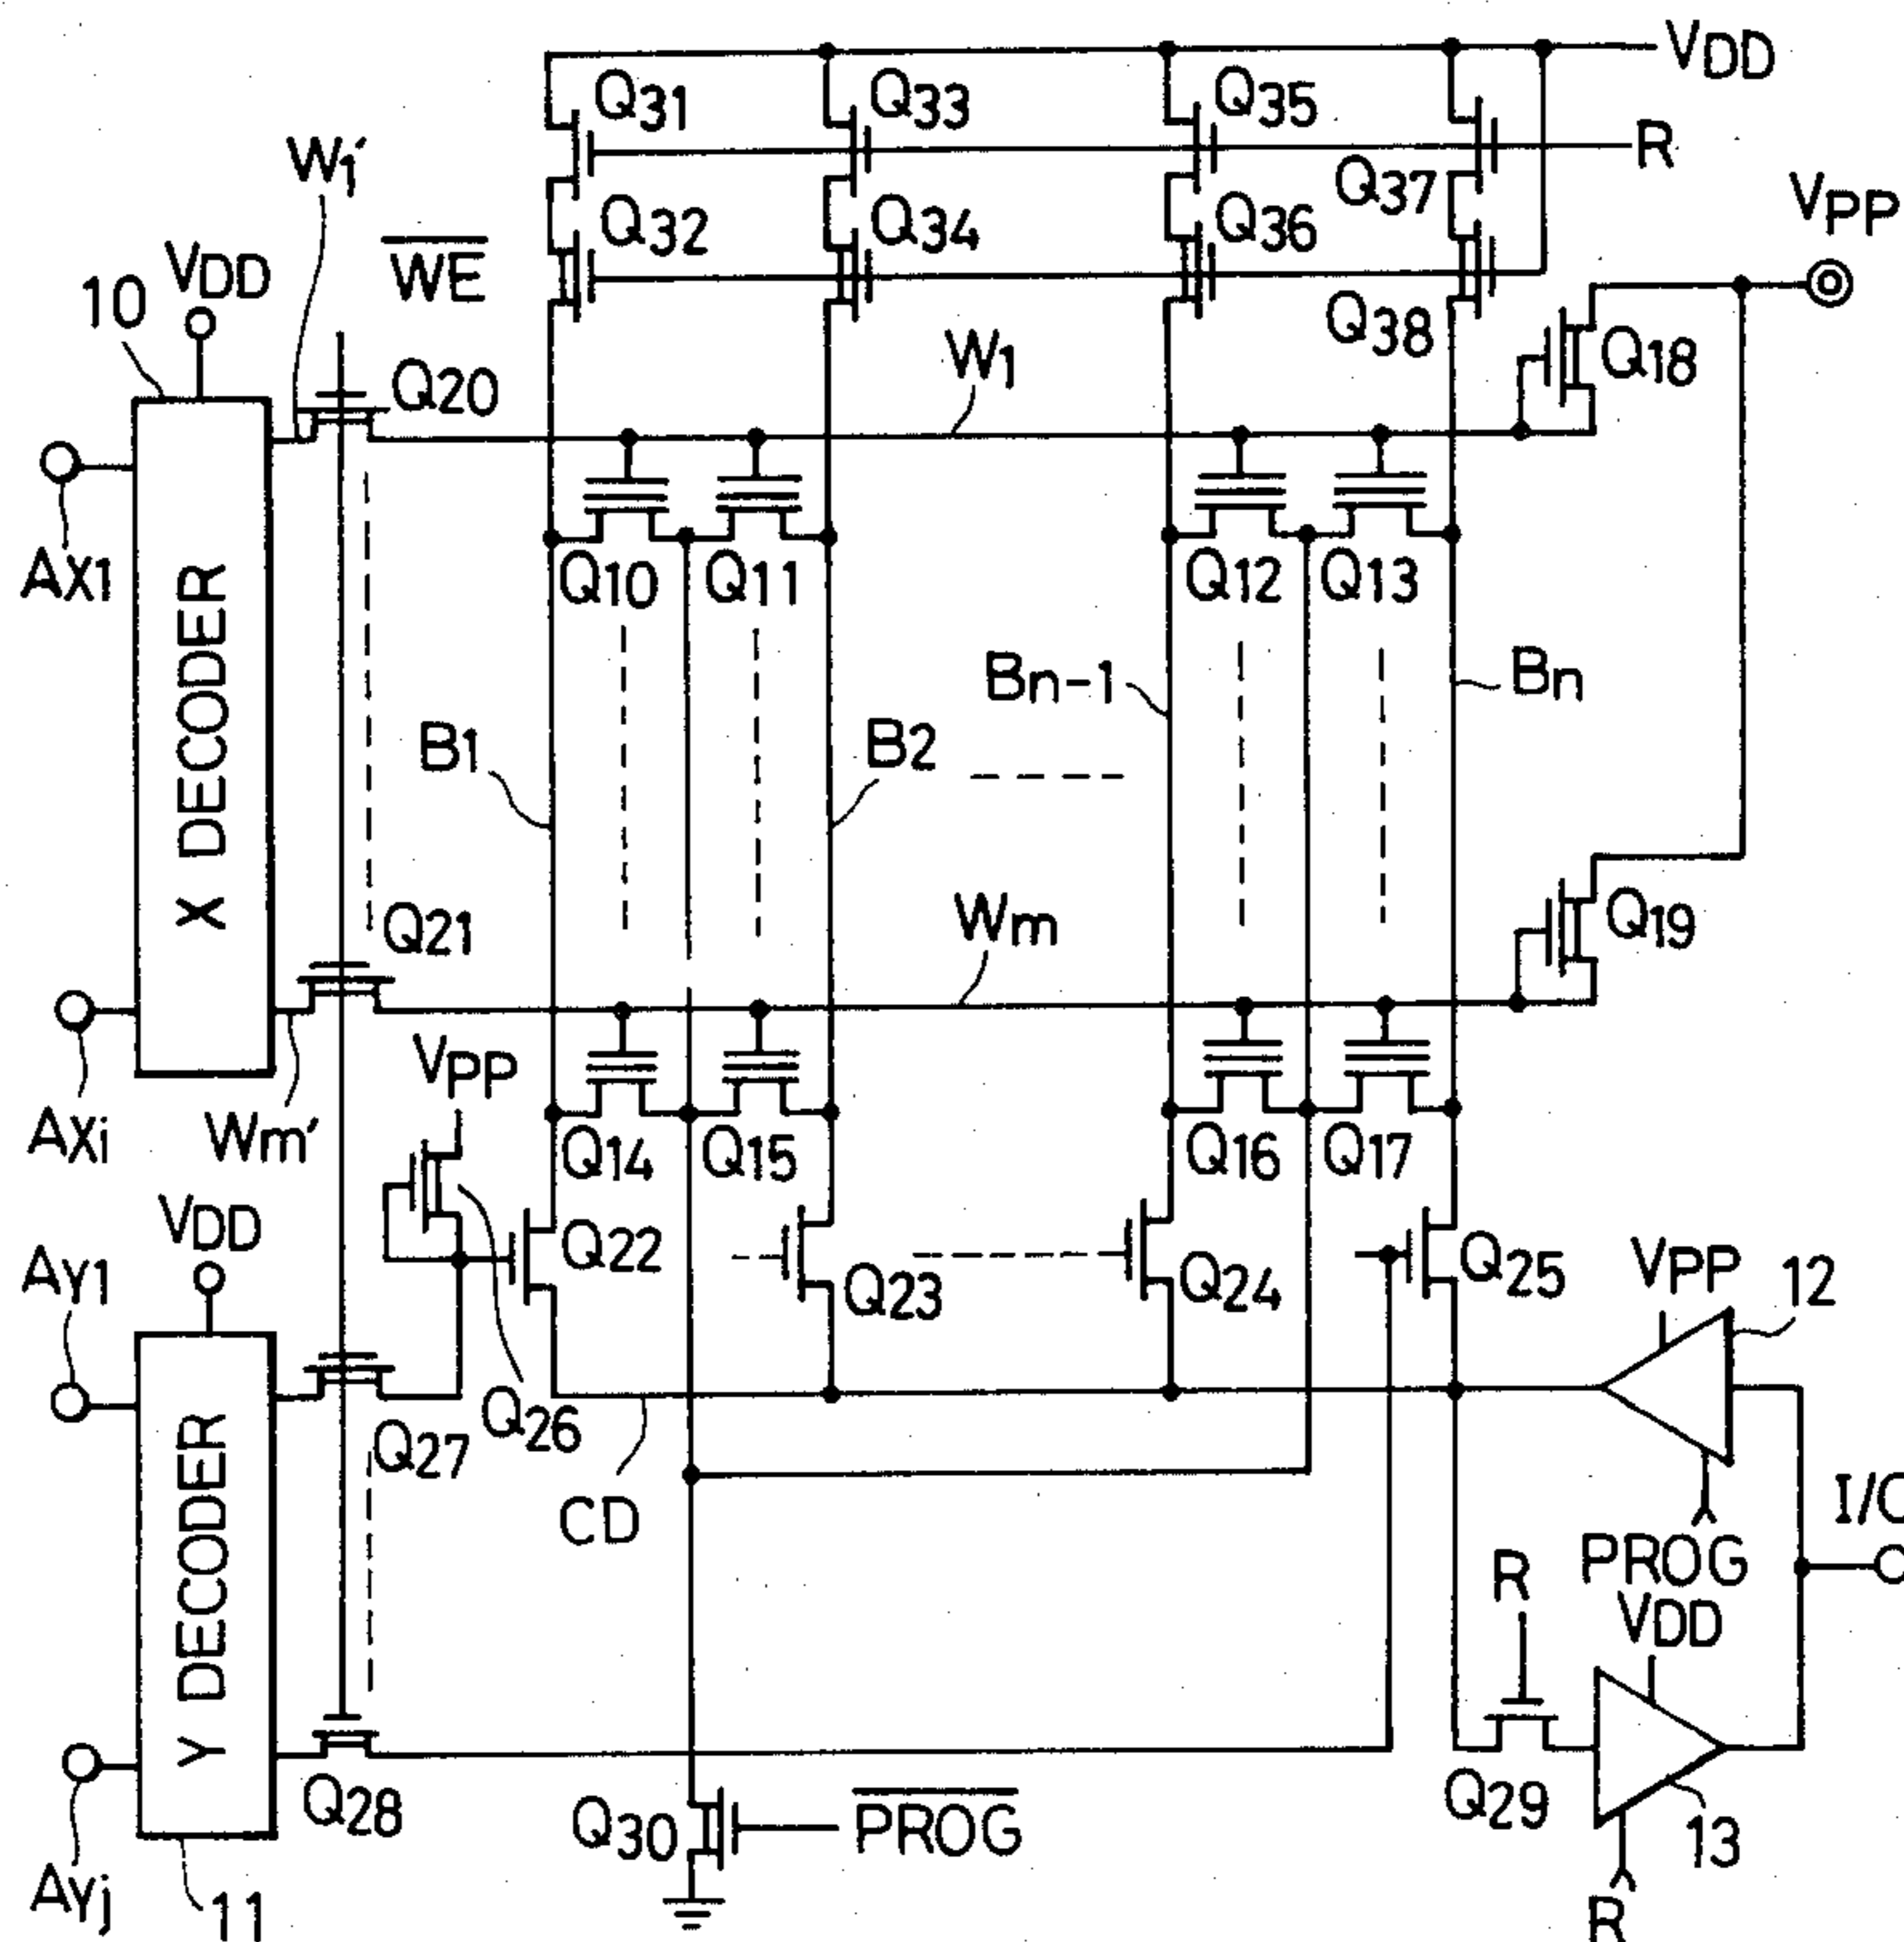 VDD
Q31
Q33
Q35
R
Q37
W1'
VPP
Q32
Q34
Q36
WE
VDD
10
Q38
Q18
W1
Q20
AX1
Q10
Q11
Q12
Q13
X DECODER
Bn-1
Bn
B1
B2
Q21
Wm
Q19
VPP
AXi
Wm'
Q14
Q15
Q16
Q17
VDD
Q22
Q23
Q24
Q25
VPP
12
AY1
Q26
Q27
CD
I/O
PROG
R
VDD
Y DECODER
Q28
Q30
PROG
Q29
13
AYj
11
R